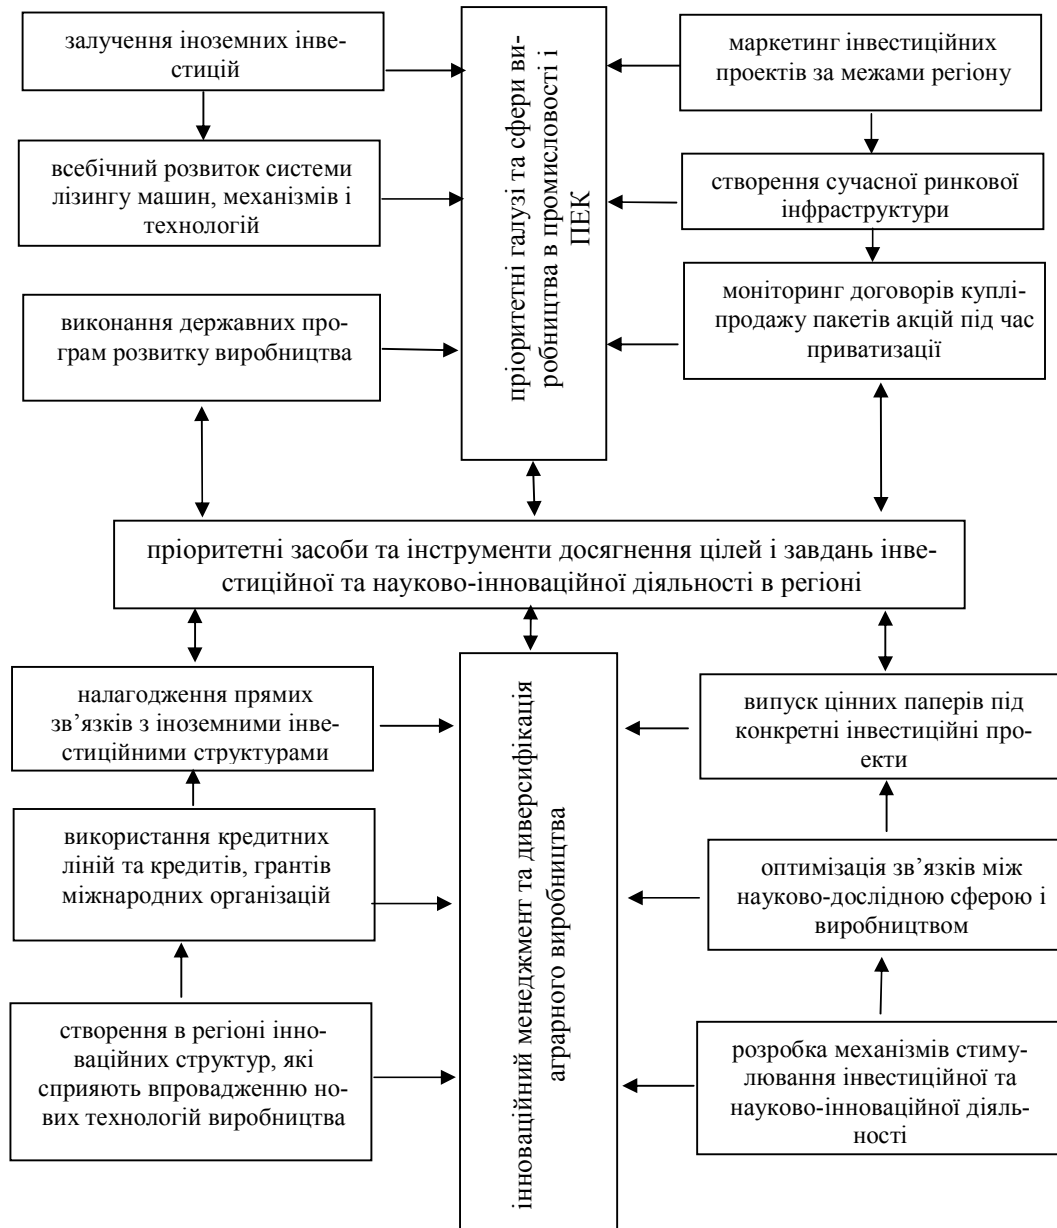 залучення іноземних інве-
стицій
всебічний розвиток системи
лізингу машин, механізмів і
технологій
виконання державних про-
грам розвитку виробництва
пріоритетні галузі та сфери ви-
робництва в промисловості і
ПЕК
маркетинг інвестиційних
проектів за межами регіону
створення сучасної ринкової
інфраструктури
моніторинг договорів куплі-
продажу пакетів акцій під час
приватизації
пріоритетні засоби та інструменти досягнення цілей і завдань інве-
стиційної та науково-інноваційної діяльності в регіоні
налагодження прямих
зв’язків з іноземними інве-
стиційними структурами
використання кредитних
ліній та кредитів, грантів
міжнародних організацій
створення в регіоні інно-
ваційних структур, які
сприяють впровадженню но-
вих технологій виробництва
інноваційний менеджмент та диверсифікація
аграрного виробництва
випуск цінних паперів під
конкретні інвестиційні про-
екти
оптимізація зв’язків між
науково-дослідною сферою і
виробництвом
розробка механізмів стиму-
лювання інвестиційної та
науково-інноваційної діяль-
ності